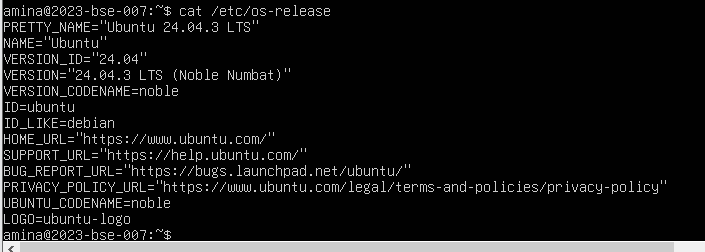 amina@2023-bse-007:~$ cat /etc/os-release
PRETTY_NAME="Ubuntu 24.04.3 LTS"
NAME="Ubuntu"
VERSION_ID="24.04"
VERSION="24.04.3 LTS (Noble Numbat)"
VERSION_CODENAME=noble
ID=ubuntu
ID_LIKE=debian
HOME_URL="https://www.ubuntu.com/"
SUPPORT_URL="https://help.ubuntu.com/"
BUG_REPORT_URL="https://bugs.launchpad.net/ubuntu/"
PRIVACY_POLICY_URL="https://www.ubuntu.com/legal/terms-and-policies/privacy-policy"
UBUNTU_CODENAME=noble
LOGO=ubuntu-logo
amina@2023-bse-007:~$